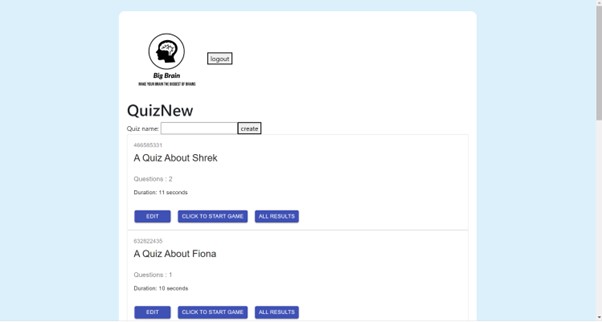 logout
Big Brain
MAKE YOUR BRAIN THE BIGGEST OF BRAINS
QuizNew
Quiz name: create
466585331
A Quiz About Shrek
Questions : 2
Duration: 11 seconds
EDIT CLICK TO START GAME ALL RESULTS
632622435
A Quiz About Fiona
Questions : 1
Duration: 10 seconds
EDIT CLICK TO START GAME ALL RESULTS